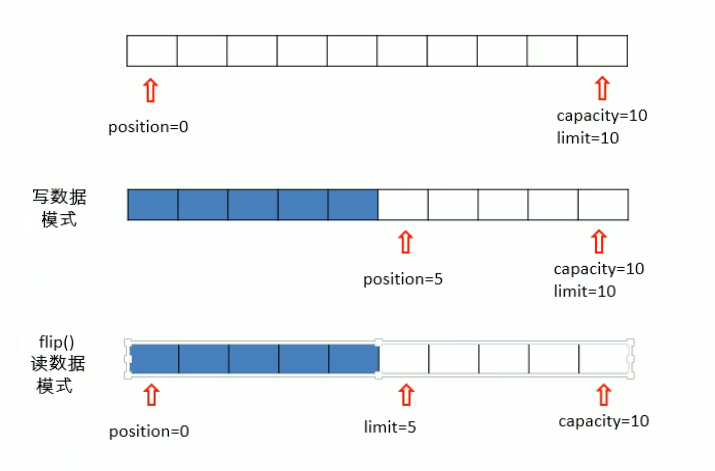 position=0
capacity=10
limit=10
写数据
模式
position=5
capacity=10
limit=10
flip()
读数据
模式
position=0
limit=5
capacity=10